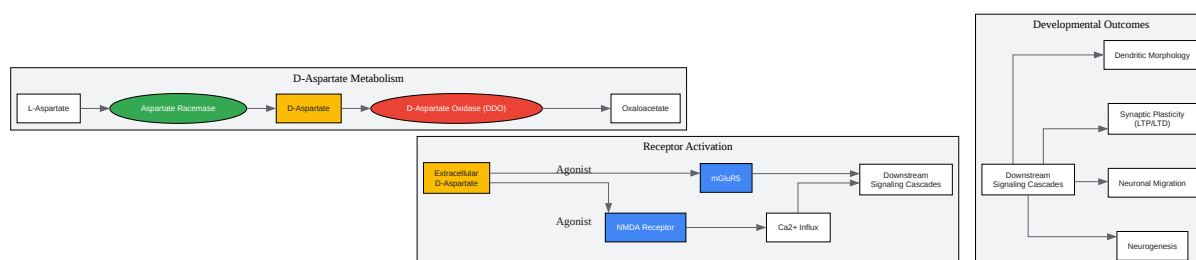 D-Aspartate Metabolism
L-Aspartate
Aspartate Racemase
D-Aspartate
D-Aspartate Oxidase (DDO)
Oxaloacetate
Receptor Activation
Extracellular
D-Aspartate
Agonist
mGluR5
Downstream
Signaling Cascades
Agonist
NMDA Receptor
Ca2+ Influx
Developmental Outcomes
Dendritic Morphology
Synaptic Plasticity
(LTP/LTD)
Downstream
Signaling Cascades
Neuronal Migration
Neurogenesis